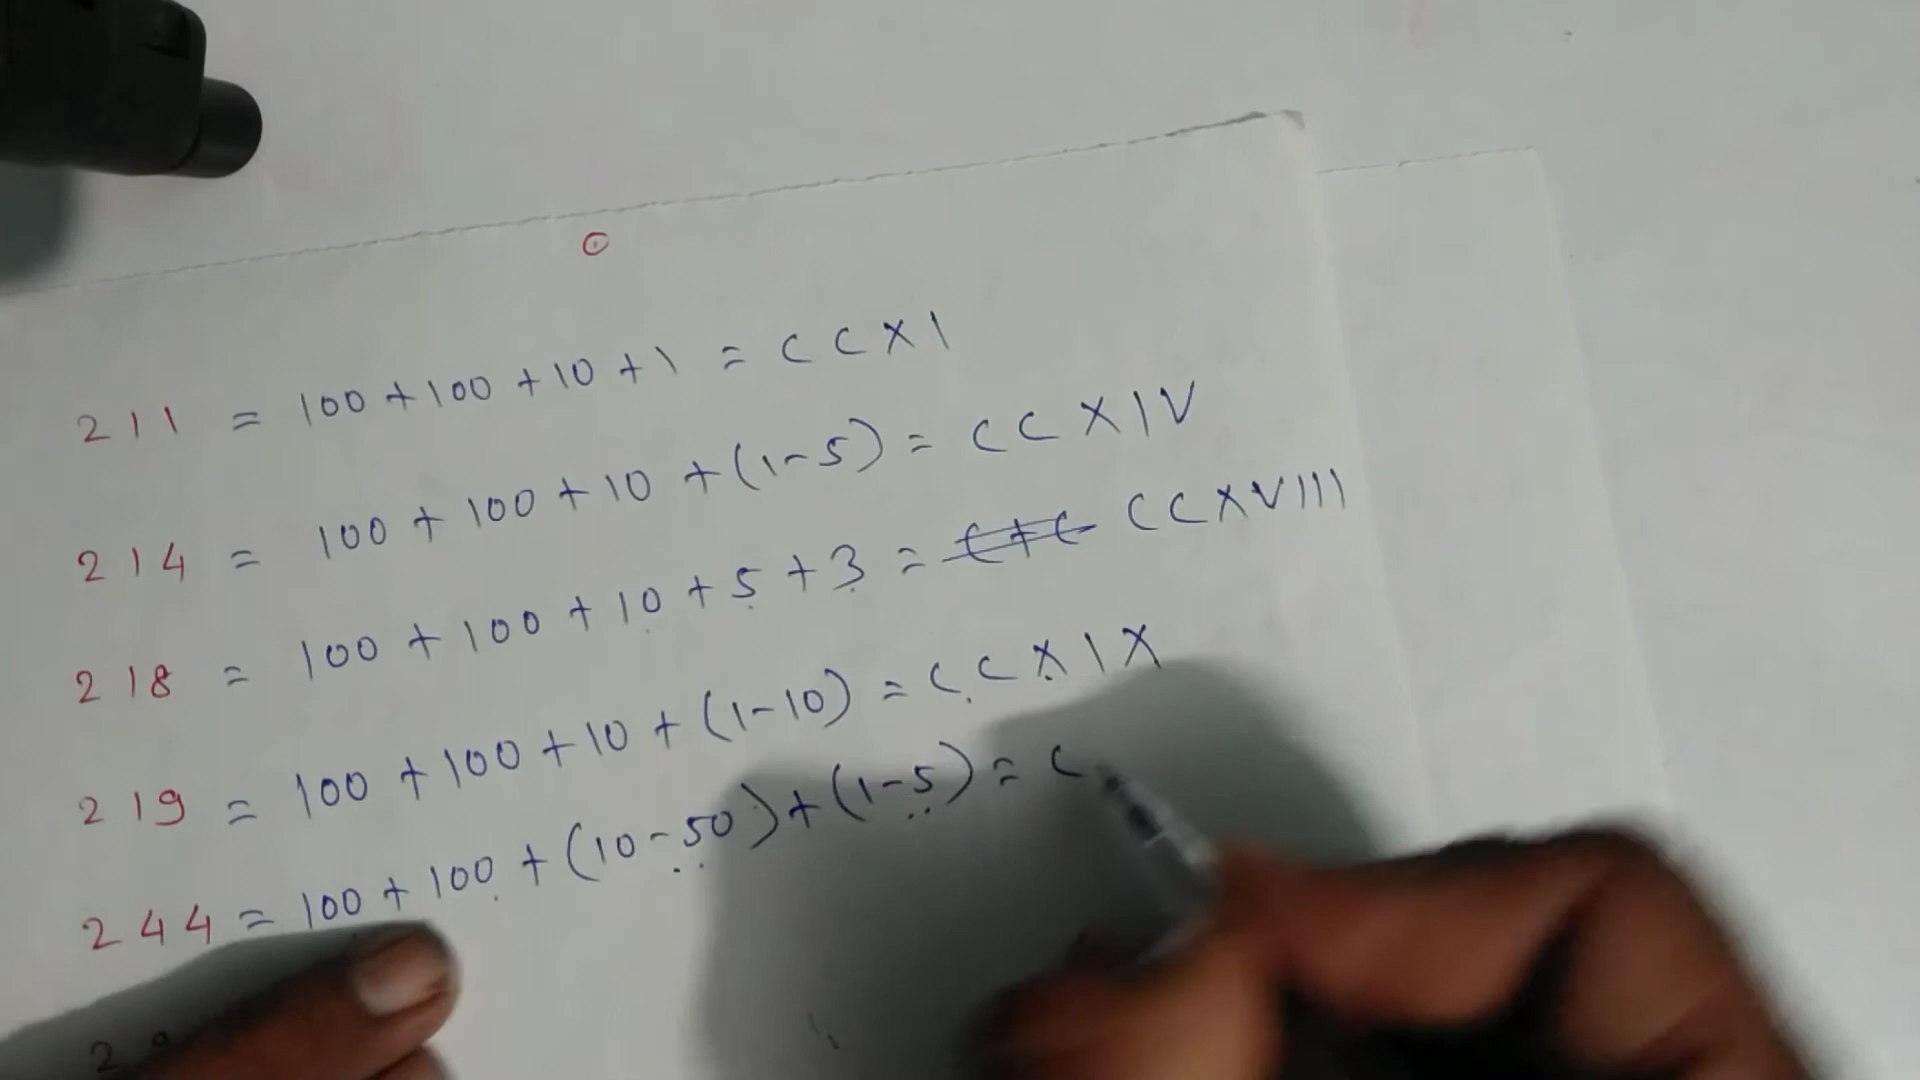 211 = 100+100+10+1 = CCXI
214 = 100+100+10+(1-5) = CCXIV
218 = 100+100+10+5+3 = CCXVIII
219 = 100+100+10+(1-10) = CCXIX
244 = 100+100+(10-50)+(1-5) = C